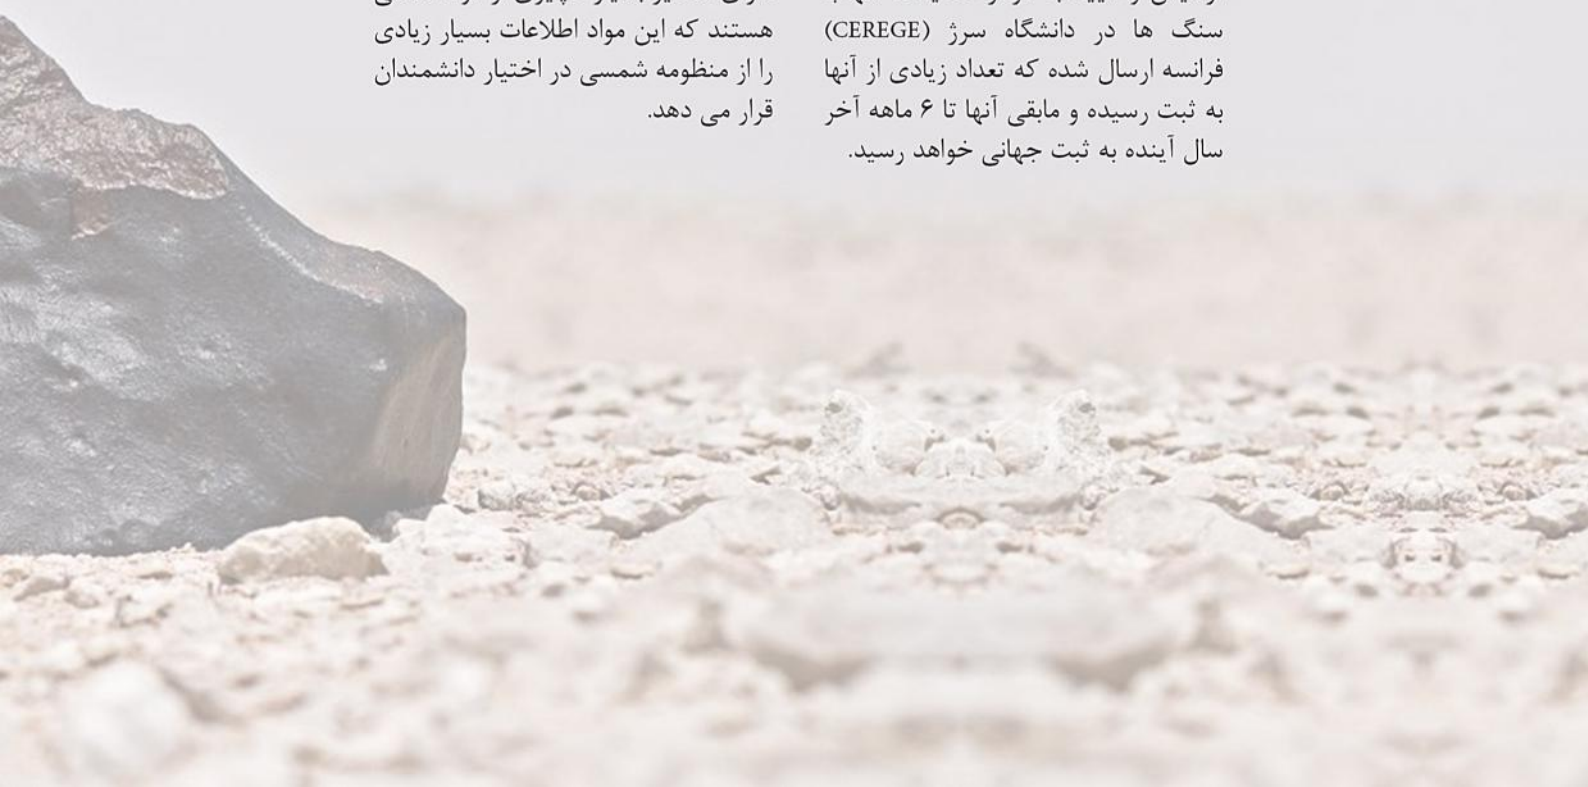 سنگ ها در دانشگاه سرژ (CEREGE)
فرانسه ارسال شده که تعداد زیادی از آنها
به ثبت رسیده و مابقی آنها تا ۶ ماهه آخر
سال آینده به ثبت جهانی خواهد رسید.
هستند که این مواد اطلاعات بسیار زیادی
را از منظومه شمسی در اختیار دانشمندان
قرار می دهد.